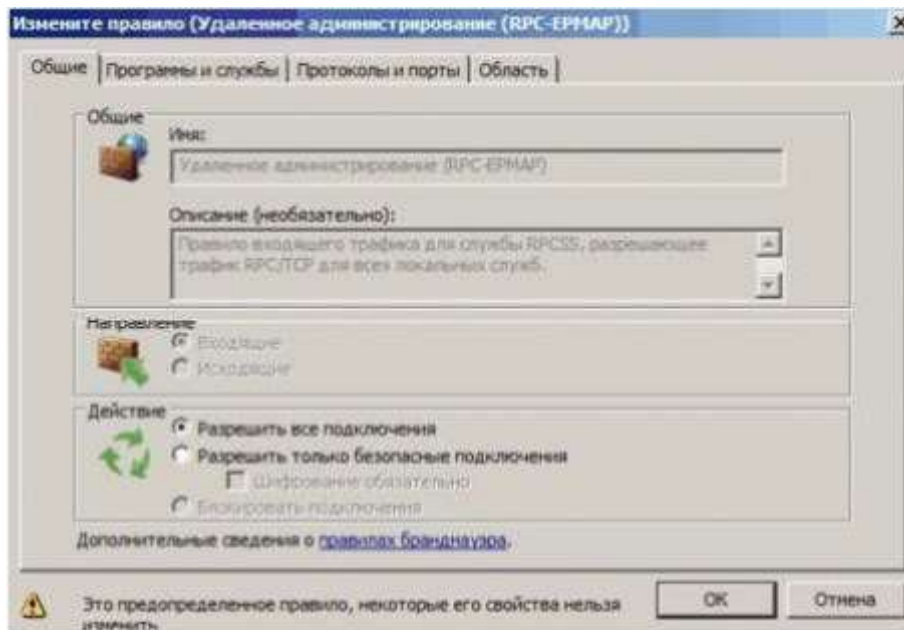 Измените правило (Удаленное администрирование (RPC-EPMAP))
Общие Программы и службы Протоколы и порты Область
Общие
Имя:
Удаленное администрирование (RPC-EPMAP)
Описание (необязательно):
Правило входящего трафика для службы RPCSS, разрешающее
трафик RPC/TCP для всех локальных служб.
Направление
Входящие
Исходящие
Действие
Разрешить все подключения
Разрешить только безопасные подключения
Шифрование обязательно
Блокировать подключения
Дополнительные сведения о правилах брандмауэра.
Это предопределенное правило, некоторые его свойства нельзя
изменить.
OK Отмена